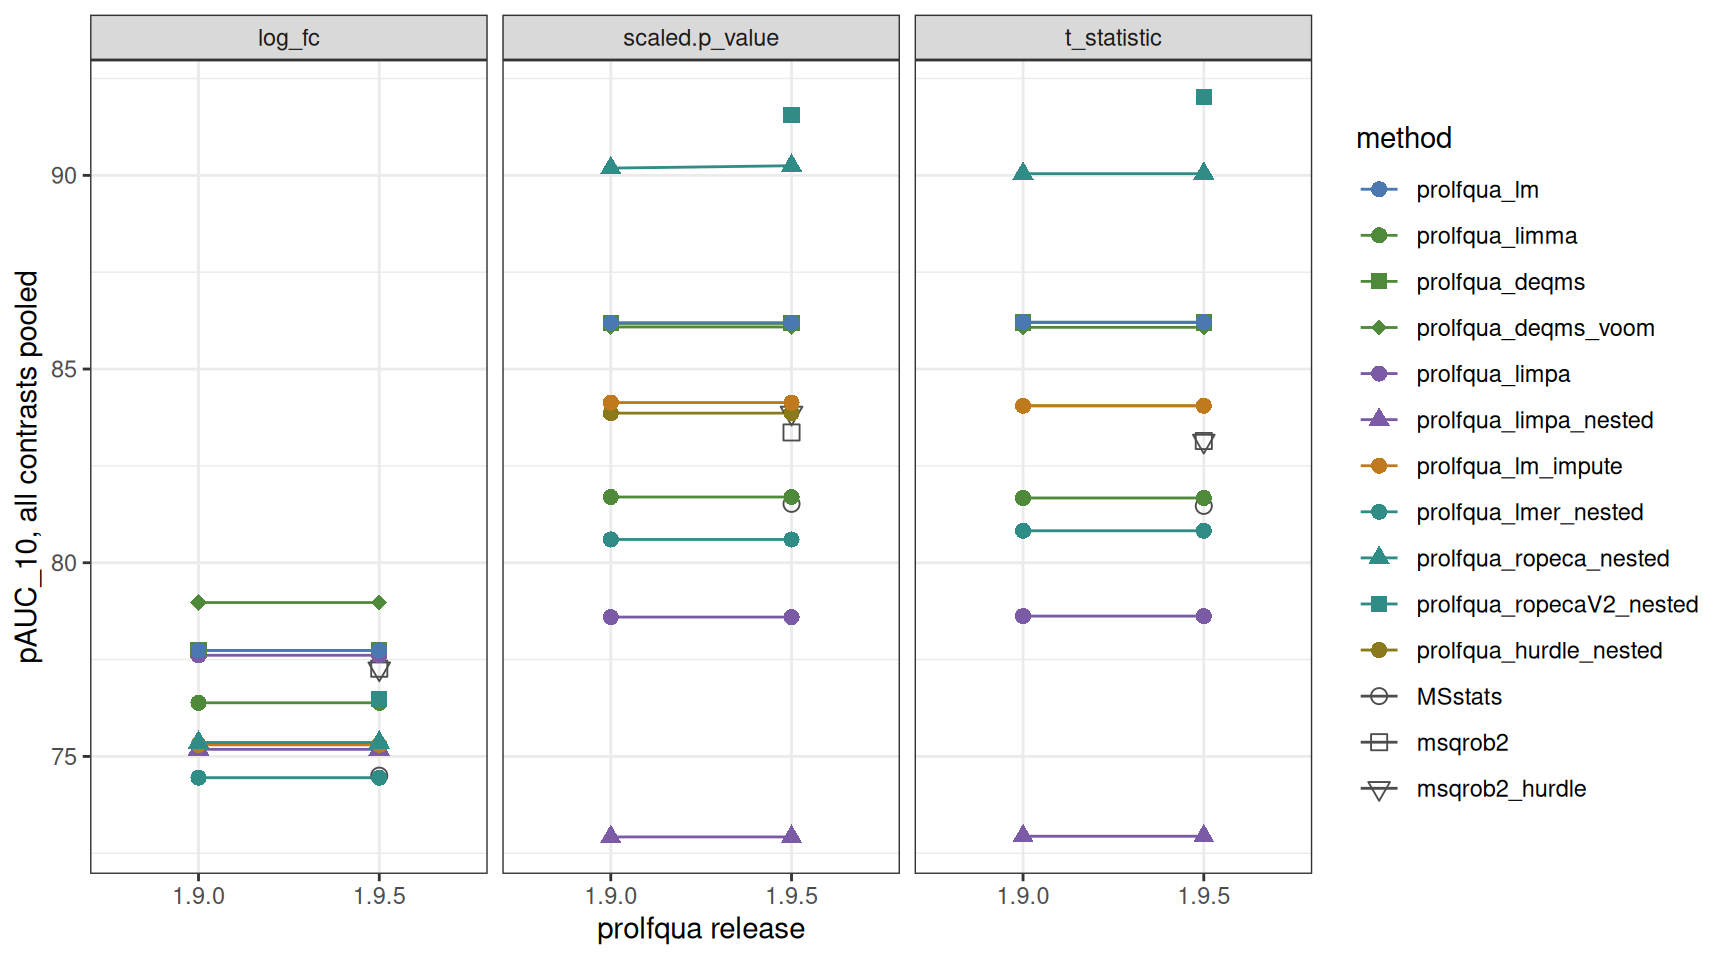 log_fc
scaled.p_value
t_statistic
pAUC_10, all contrasts pooled
90
85
80
75
1.9.0
1.9.5
1.9.0
1.9.5
1.9.0
1.9.5
prolfqua release
method
prolfqua_lm
prolfqua_limma
prolfqua_deqms
prolfqua_deqms_voom
prolfqua_limpa
prolfqua_limpa_nested
prolfqua_lm_impute
prolfqua_lmer_nested
prolfqua_ropeca_nested
prolfqua_ropecaV2_nested
prolfqua_hurdle_nested
MSstats
msqrob2
msqrob2_hurdle